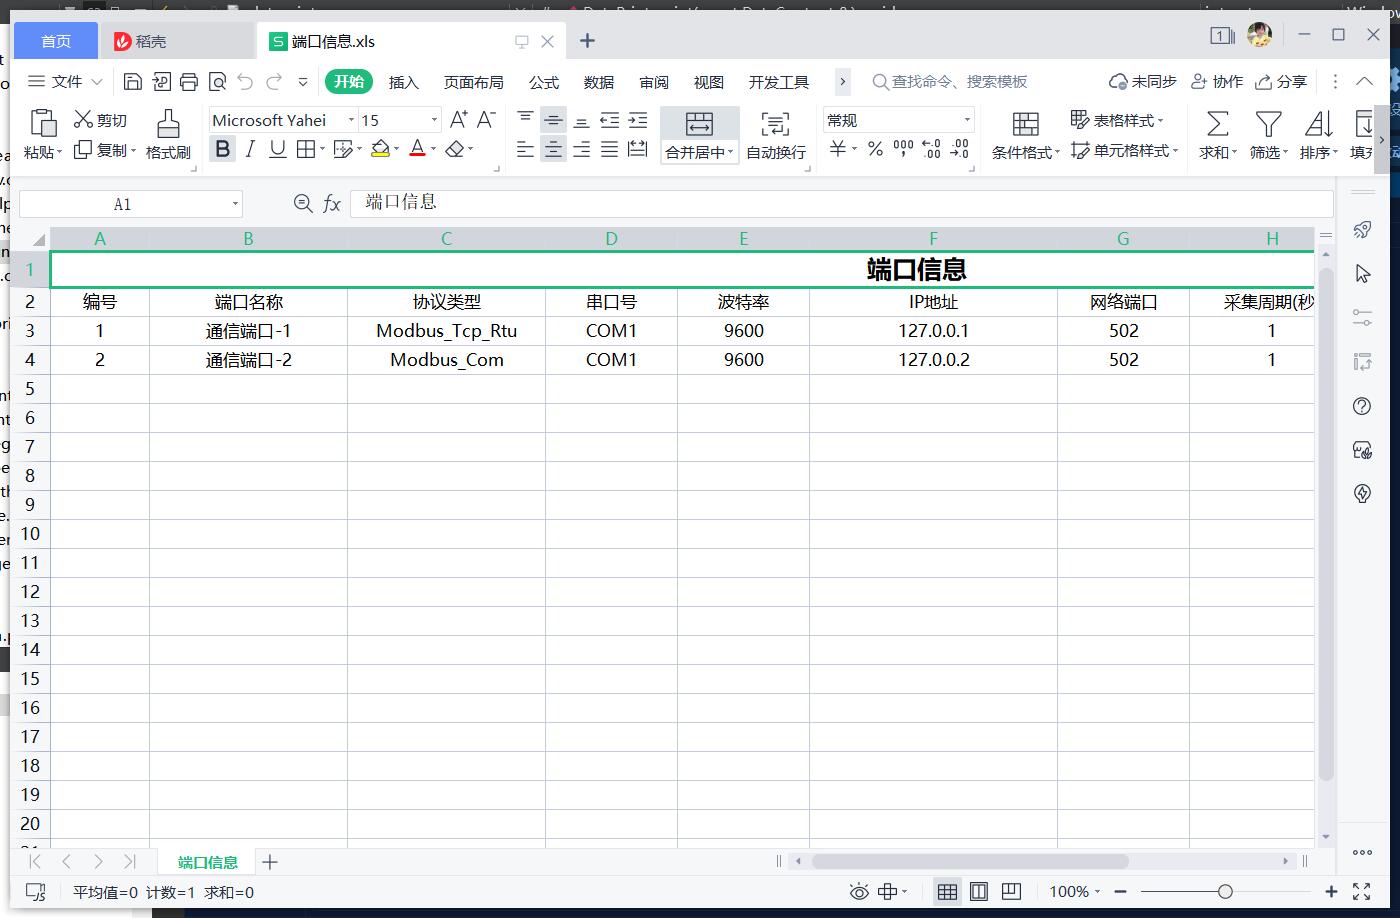 首页 稻壳 S 端口信息.xls
文件 开始 插入 页面布局 公式 数据 审阅 视图 开发工具 查找命令、搜索模板 未同步 协作 分享
粘贴 剪切 复制 格式刷
Microsoft Yahei 15 A+ A-
B I U A
合并居中 自动换行
常规
￥ % 000 ←.0 .00 .00 →.0
条件格式 表格样式 单元格样式 求和 筛选 排序 填充
A1 fx 端口信息
A B C D E F G H
1 端口信息
2 编号 端口名称 协议类型 串口号 波特率 IP地址 网络端口 采集周期(秒
3 1 通信端口-1 Modbus_Tcp_Rtu COM1 9600 127.0.0.1 502 1
4 2 通信端口-2 Modbus_Com COM1 9600 127.0.0.2 502 1
5
6
7
8
9
10
11
12
13
14
15
16
17
18
19
20
端口信息
平均值=0 计数=1 求和=0 100%